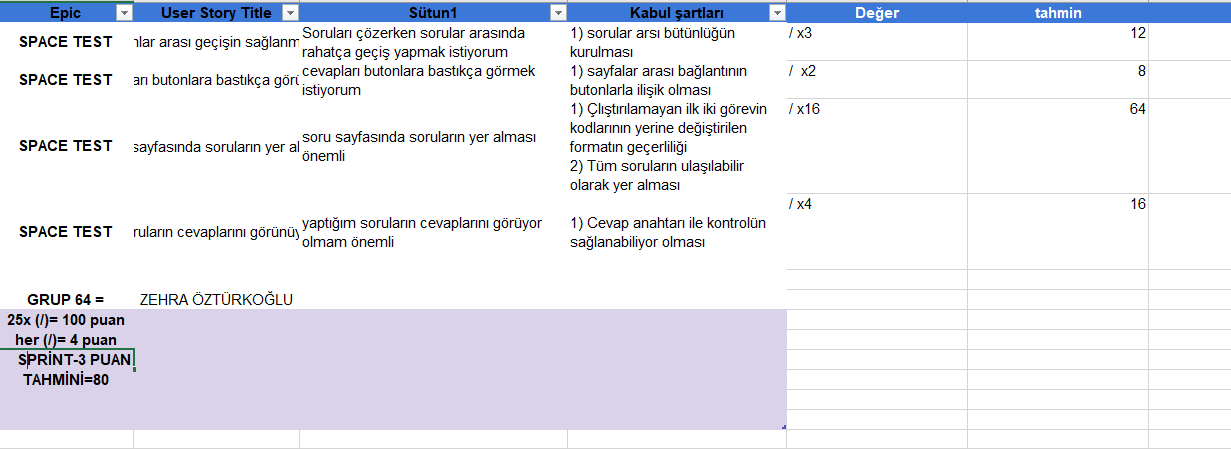 Epic User Story Title Sütun1 Kabul şartları Değer tahmin
SPACE TEST
arası geçişin sağlanm
Soruları çözerken sorular arasında
rahatça geçiş yapmak istiyorum
1) sorular arsı bütünlüğün
kurulması
/ x3
12
SPACE TEST
arı butonlara bastıkça görü
cevapları butonlara bastıkça görmek
istiyorum
1) sayfalar arası bağlantının
butonlarla ilişik olması
/ x2
8
SPACE TEST
sayfasında soruların yer al
soru sayfasında soruların yer alması
önemli
1) Çlıştırılamayan ilk iki görevin
kodlarının yerine değiştirilen
formatın geçerliliği
2) Tüm soruların ulaşılabilir
olarak yer alması
/ x16
64
SPACE TEST
ruların cevaplarını görünüy
yaptığım soruların cevaplarını görüyor
olmam önemli
1) Cevap anahtarı ile kontrolün
sağlanabiliyor olması
/ x4
16
GRUP 64 = ZEHRA ÖZTÜRKOĞLU
25x (/)= 100 puan
her (/)= 4 puan
SPRİNT-3 PUAN
TAHMİNİ=80